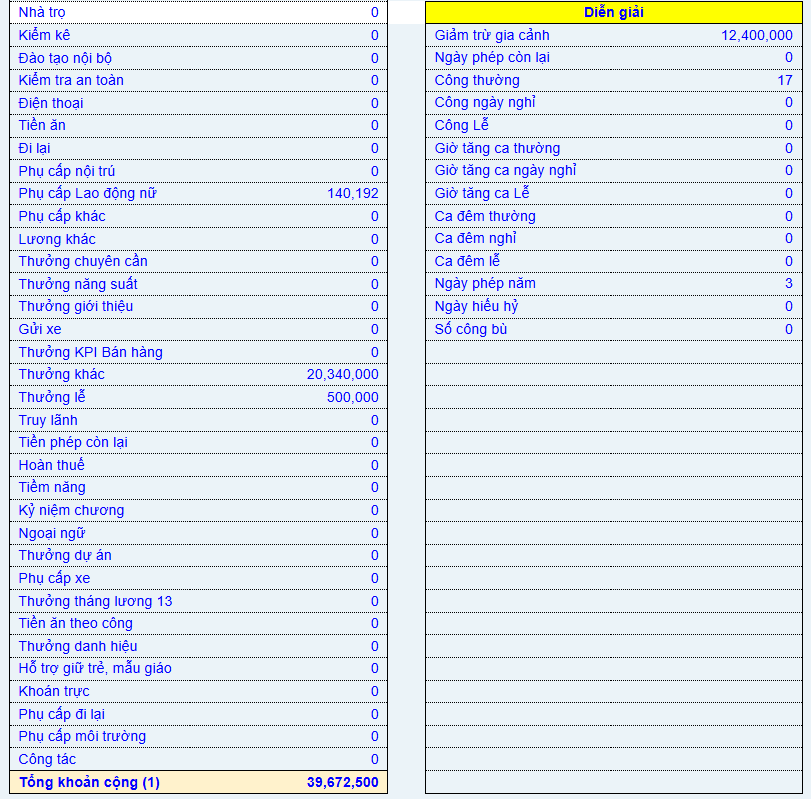 Nhà trọ 0
Kiểm kê 0
Đào tạo nội bộ 0
Kiểm tra an toàn 0
Điện thoại 0
Tiền ăn 0
Đi lại 0
Phụ cấp nội trú 0
Phụ cấp Lao động nữ 140,192
Phụ cấp khác 0
Lương khác 0
Thưởng chuyên cần 0
Thưởng năng suất 0
Thưởng giới thiệu 0
Gửi xe 0
Thưởng KPI Bán hàng 0
Thưởng khác 20,340,000
Thưởng lễ 500,000
Truy lãnh 0
Tiền phép còn lại 0
Hoàn thuế 0
Tiềm năng 0
Kỷ niệm chương 0
Ngoại ngữ 0
Thưởng dự án 0
Phụ cấp xe 0
Thưởng tháng lương 13 0
Tiền ăn theo công 0
Thưởng danh hiệu 0
Hỗ trợ giữ trẻ, mẫu giáo 0
Khoán trực 0
Phụ cấp đi lại 0
Phụ cấp môi trường 0
Công tác 0
Tổng khoản cộng (1) 39,672,500
Diễn giải
Giảm trừ gia cảnh 12,400,000
Ngày phép còn lại 0
Công thường 17
Công ngày nghỉ 0
Công Lễ 0
Giờ tăng ca thường 0
Giờ tăng ca ngày nghỉ 0
Giờ tăng ca Lễ 0
Ca đêm thường 0
Ca đêm nghỉ 0
Ca đêm lễ 0
Ngày phép năm 3
Ngày hiếu hỷ 0
Số công bù 0